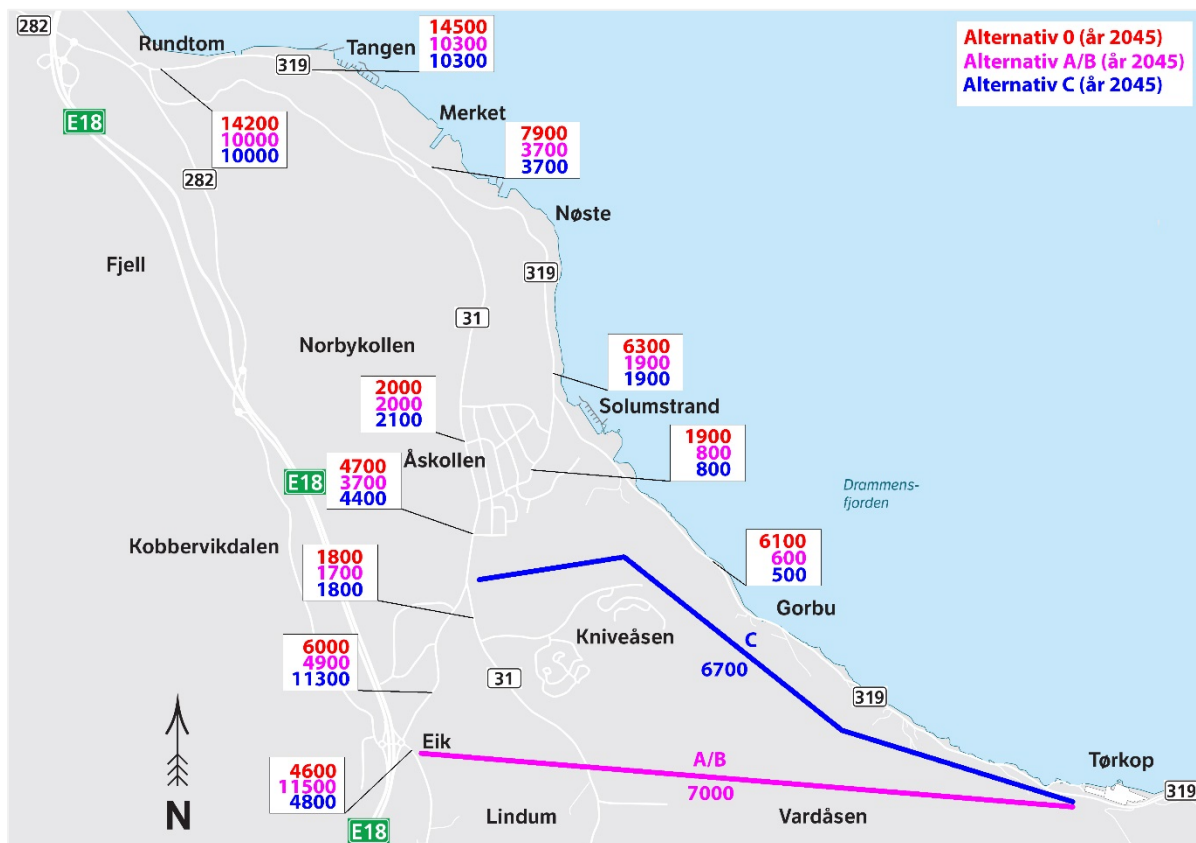 282
Rundtom
Tangen
319
14500
10300
10300
Alternativ 0 (år 2045)
Alternativ A/B (år 2045)
Alternativ C (år 2045)
E18
14200
10000
10000
Merket
7900
3700
3700
282
Nøste
Fjell
319
31
Norbykollen
6300
1900
1900
2000
2000
2100
Solumstrand
Åskollen
1900
800
800
4700
3700
4400
E18
Drammens-
fjorden
Kobbervikdalen
1800
1700
1800
6100
600
500
Gorbu
Kniveåsen
C
6700
6000
4900
11300
31
319
Eik
A/B
7000
Tørkop
319
4600
11500
4800
N
E18
Lindum
Vardåsen